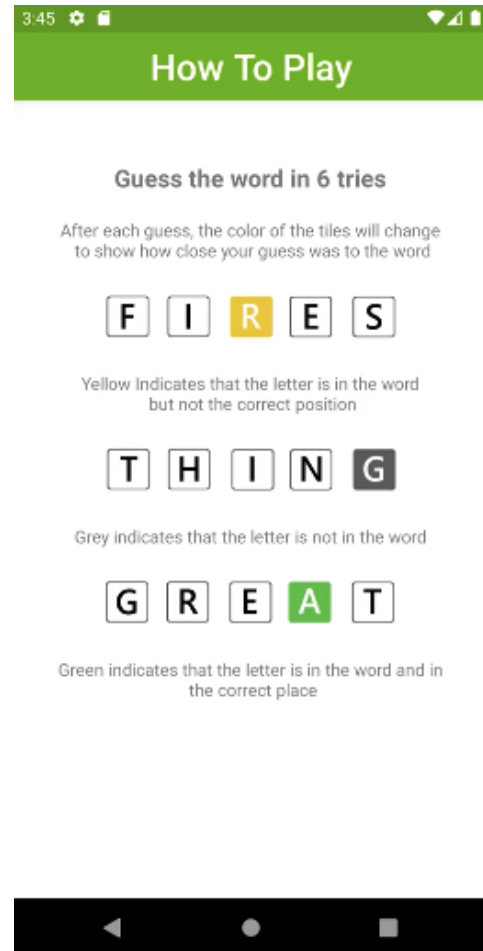 3:45
How To Play
Guess the word in 6 tries
After each guess, the color of the tiles will change
to show how close your guess was to the word
F I R E S
Yellow Indicates that the letter is in the word
but not the correct position
T H I N G
Grey indicates that the letter is not in the word
G R E A T
Green indicates that the letter is in the word and in
the correct place